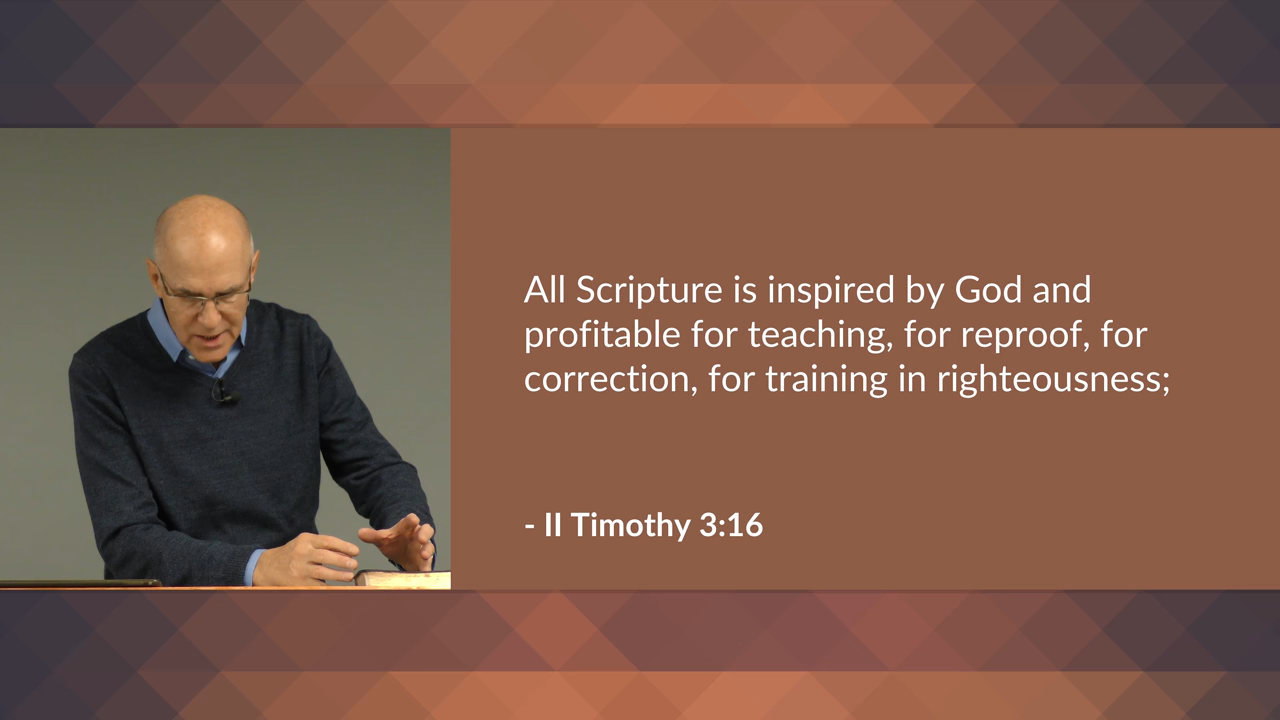 All Scripture is inspired by God and
profitable for teaching, for reproof, for
correction, for training in righteousness;
- II Timothy 3:16